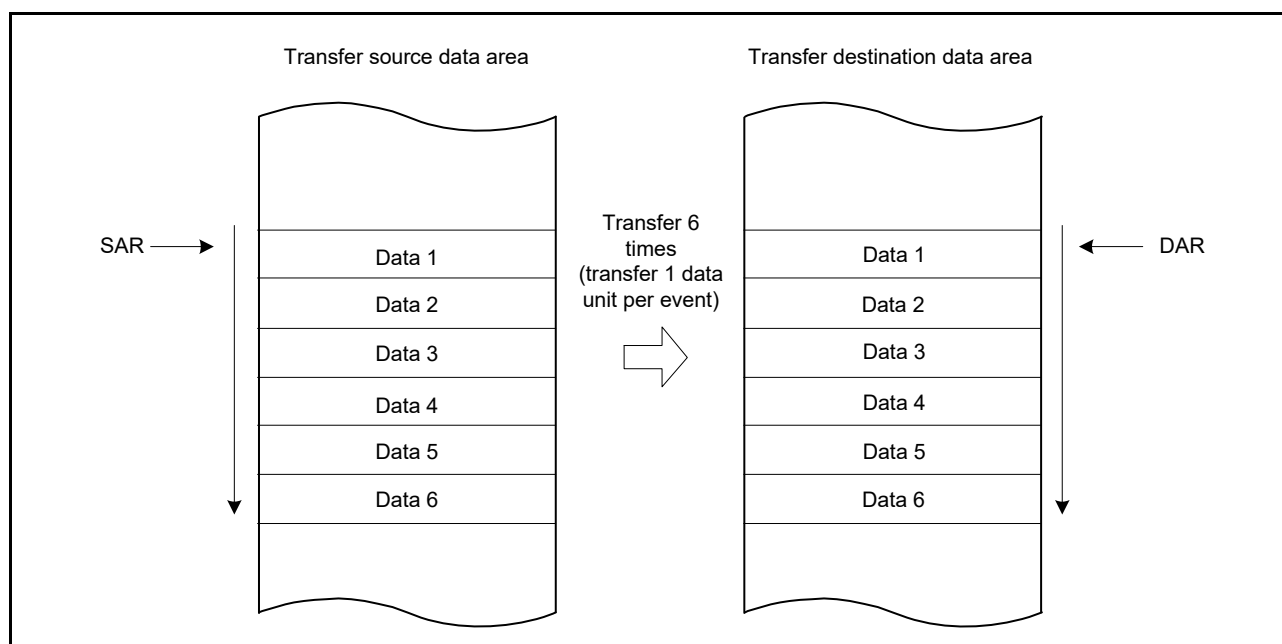 Transfer source data area
Transfer destination data area
SAR
Data 1
Data 2
Data 3
Data 4
Data 5
Data 6
Transfer 6
times
(transfer 1 data
unit per event)
Data 1
Data 2
Data 3
Data 4
Data 5
Data 6
DAR